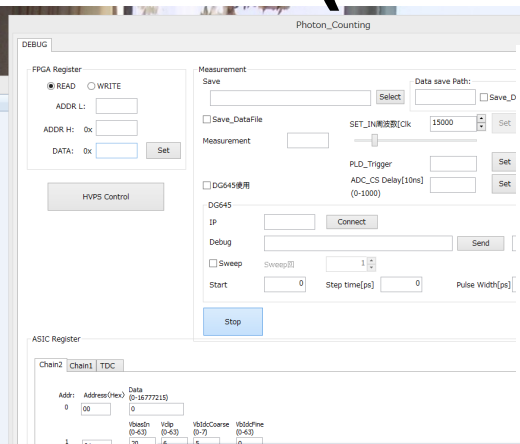 Photon_Counting
DEBUG
FPGA Register
READ WRITE
ADDR L:
ADDR H: 0x
DATA: 0x Set
HVPS Control
Measurement
Save Data save Path:
Select Save_D
Save_DataFile SET_IN周波数[Clk 15000 Set
Measurement
PLD_Trigger Set
DG645使用 ADC_CS Delay[10ns] Set
(0-1000)
DG645
IP Connect
Debug Send
Sweep Sweep回 1
Start 0 Step time[ps] 0 Pulse Width[ps]
Stop
ASIC Register
Chain2 Chain1 TDC
Addr: Address(Hex) Data
(0-16777215)
0 00 0
VbiasIn Vclp VbIdcCoarse VbIdcFine
(0-63) (0-63) (0-7) (0-63)
1 20 6 5 0